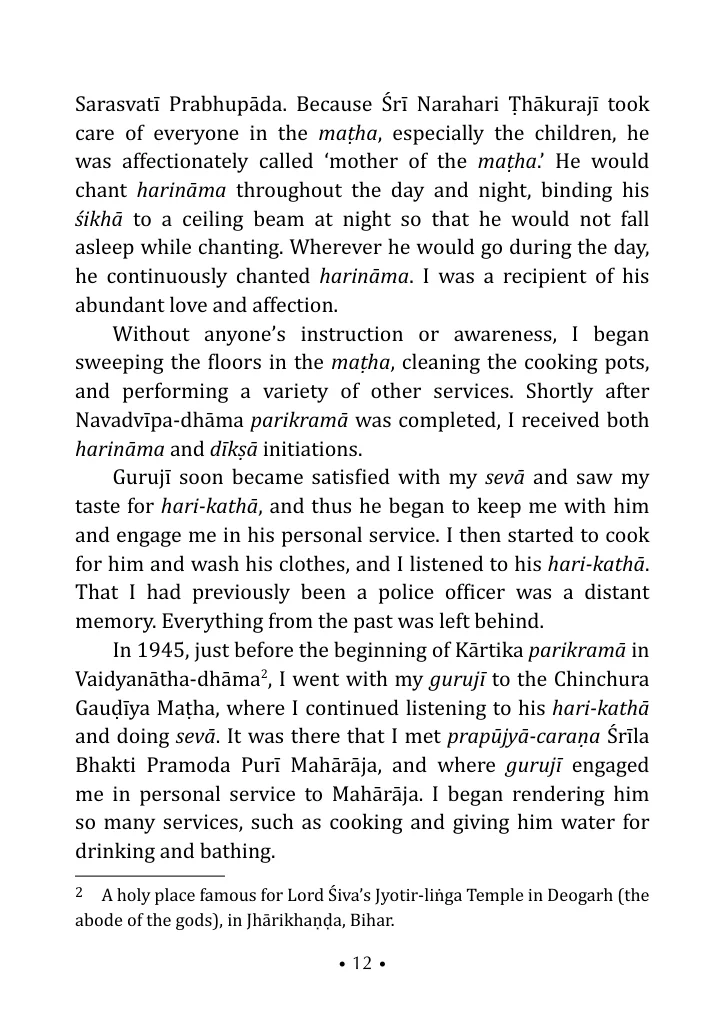 Sarasvatī Prabhupāda. Because Śrī Narahari Ṭhākurajī took
care of everyone in the maṭha, especially the children, he
was affectionately called ‘mother of the maṭha.’ He would
chant harināma throughout the day and night, binding his
śikhā to a ceiling beam at night so that he would not fall
asleep while chanting. Wherever he would go during the day,
he continuously chanted harināma. I was a recipient of his
abundant love and affection.
Without anyone’s instruction or awareness, I began
sweeping the floors in the maṭha, cleaning the cooking pots,
and performing a variety of other services. Shortly after
Navadvīpa-dhāma parikramā was completed, I received both
harināma and dīkṣā initiations.
Gurujī soon became satisfied with my sevā and saw my
taste for hari-kathā, and thus he began to keep me with him
and engage me in his personal service. I then started to cook
for him and wash his clothes, and I listened to his hari-kathā.
That I had previously been a police officer was a distant
memory. Everything from the past was left behind.
In 1945, just before the beginning of Kārtika parikramā in
Vaidyanātha-dhāma2, I went with my gurujī to the Chinchura
Gauḍīya Maṭha, where I continued listening to his hari-kathā
and doing sevā. It was there that I met prapūjyā-caraṇa Śrīla
Bhakti Pramoda Purī Mahārāja, and where gurujī engaged
me in personal service to Mahārāja. I began rendering him
so many services, such as cooking and giving him water for
drinking and bathing.
2 A holy place famous for Lord Śiva’s Jyotir-liṅga Temple in Deogarh (the
abode of the gods), in Jhārikhaṇḍa, Bihar.
• 12 •